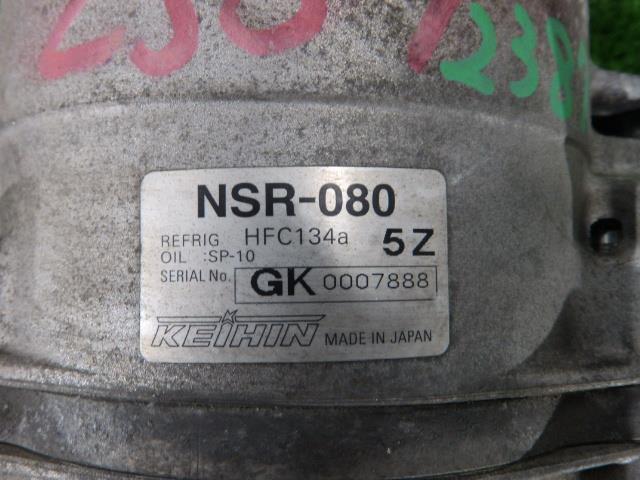 NSR-080
REFRIG HFC134a 5Z
OIL :SP-10
SERIAL No. GK 0007888
KEIHIN MADE IN JAPAN